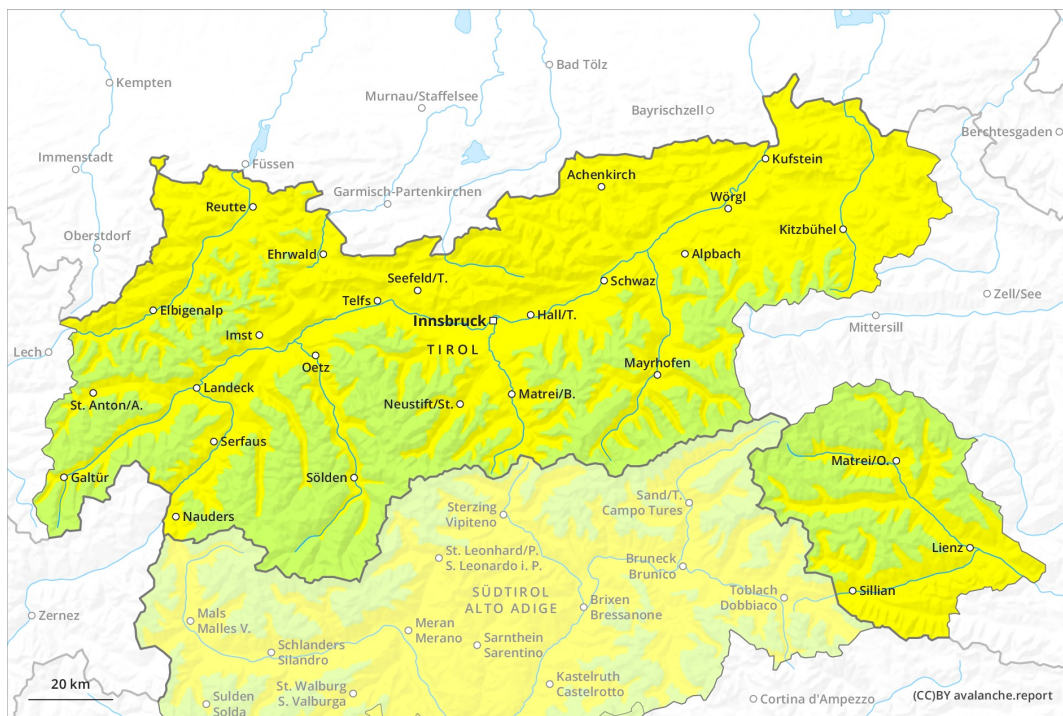 Kempten
Bad Tölz
Murnau/Staffelsee
Bayrischzell
Berchtesgaden
Immenstadt
Füssen
Kufstein
Garmisch-Partenkirchen
Achenkirch
Reutte
Wörgl
Oberstdorf
Kitzbühel
Ehrwald
Alpbach
Seefeld/T.
Schwaz
Zell/See
Telfs
Elbigenalp
Innsbruck
Hall/T.
Mittersill
Imst
TIROL
Lech
Oetz
Mayrhofen
Landeck
St. Anton/A.
Neustift/St.
Matrei/B.
Serfaus
Matrei/O.
Galtür
Sölden
Sterzing
Vipiteno
Sand/T.
Campo Tures
Nauders
Lienz
St. Leonhard/P.
S. Leonardo i. P.
Bruneck
Brunico
SÜDTIROL
ALTO ADIGE
Toblach
Dobbiaco
Sillian
Zernez
Mals
Malles V.
Brixen
Bressanone
Meran
Merano
Schlanders
Silandro
Sarnthein
Sarentino
20 km
St. Walburg
S. Valburga
Kastelruth
Castelrotto
Sulden
Solda
Cortina d'Ampezzo
(CC)BY avalanche.report